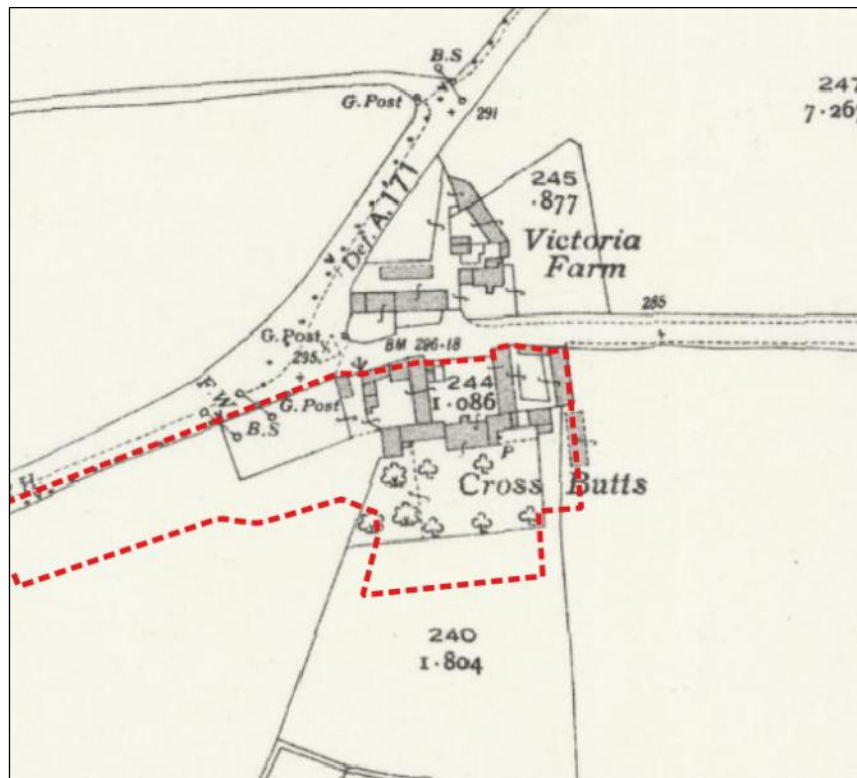 B.S
G. Post
291
247
7·26
Def. A.171
245
·877
Victoria
Farm
285
G. Post
295
BM 296·18
244
1·086
F W
G. Post
B.S
P
Cross Butts
H
240
1·804